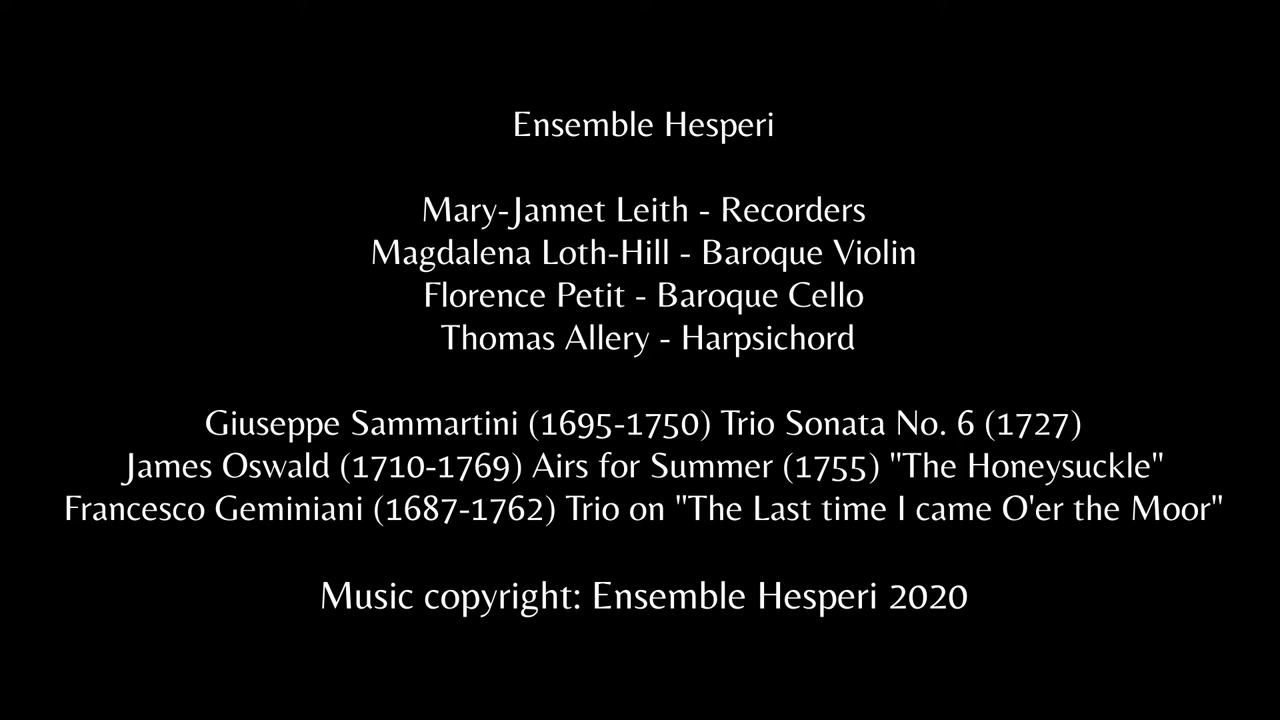 Ensemble Hesperi
Mary-Jannet Leith - Recorders
Magdalena Loth-Hill - Baroque Violin
Florence Petit - Baroque Cello
Thomas Allery - Harpsichord
Giuseppe Sammartini (1695-1750) Trio Sonata No. 6 (1727)
James Oswald (1710-1769) Airs for Summer (1755) "The Honeysuckle"
Francesco Geminiani (1687-1762) Trio on "The Last time I came O'er the Moor"
Music copyright: Ensemble Hesperi 2020